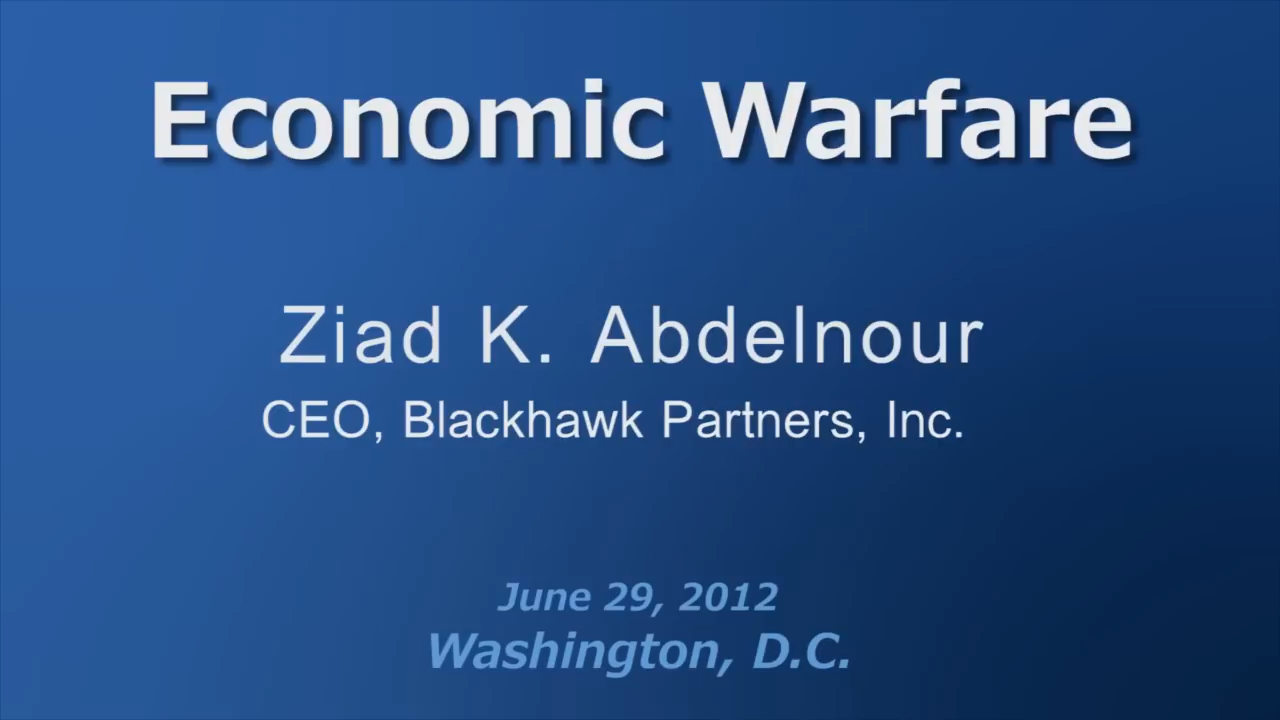 Economic Warfare
Ziad K. Abdelnour
CEO, Blackhawk Partners, Inc.
June 29, 2012
Washington, D.C.